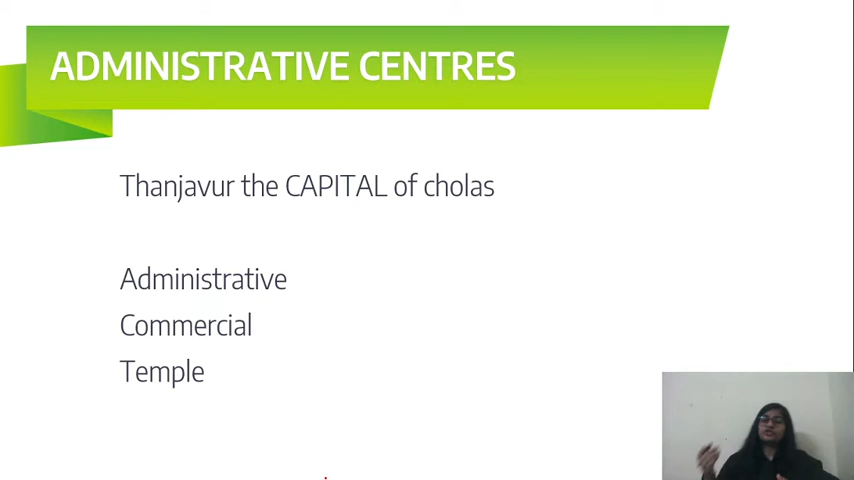 ADMINISTRATIVE CENTRES
Thanjavur the CAPITAL of cholas
Administrative
Commercial
Temple